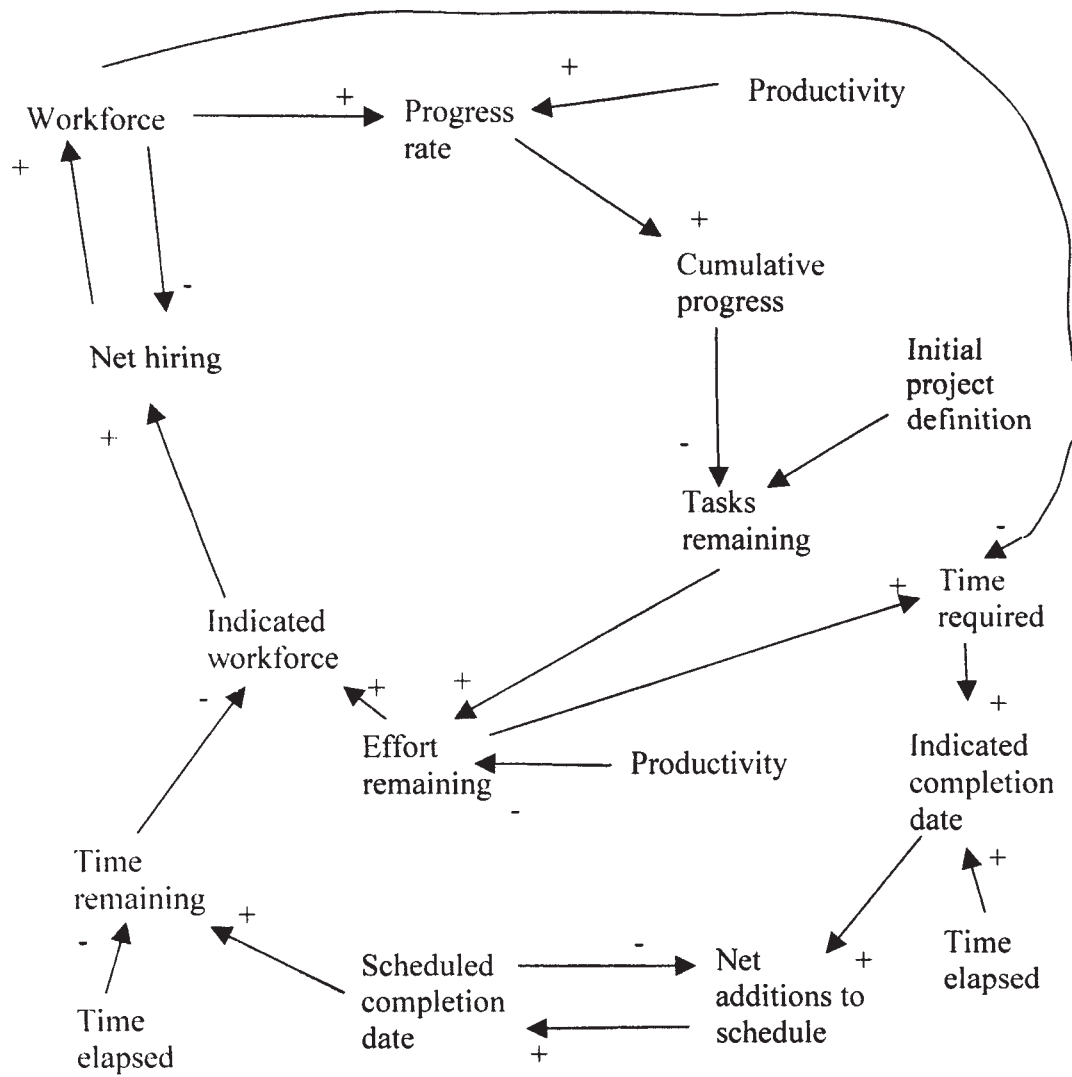 Workforce
+
Progress
rate
+
Productivity
+
-
+
Cumulative
progress
Net hiring
+
Initial
project
definition
-
Tasks
remaining
-
Time
required
+
Indicated
workforce
-
+
+
Effort
remaining
Productivity
-
+
Indicated
completion
date
Time
remaining
+
-
+
Time
elapsed
Scheduled
completion
date
-
+
Net
additions to
schedule
+
Time
elapsed